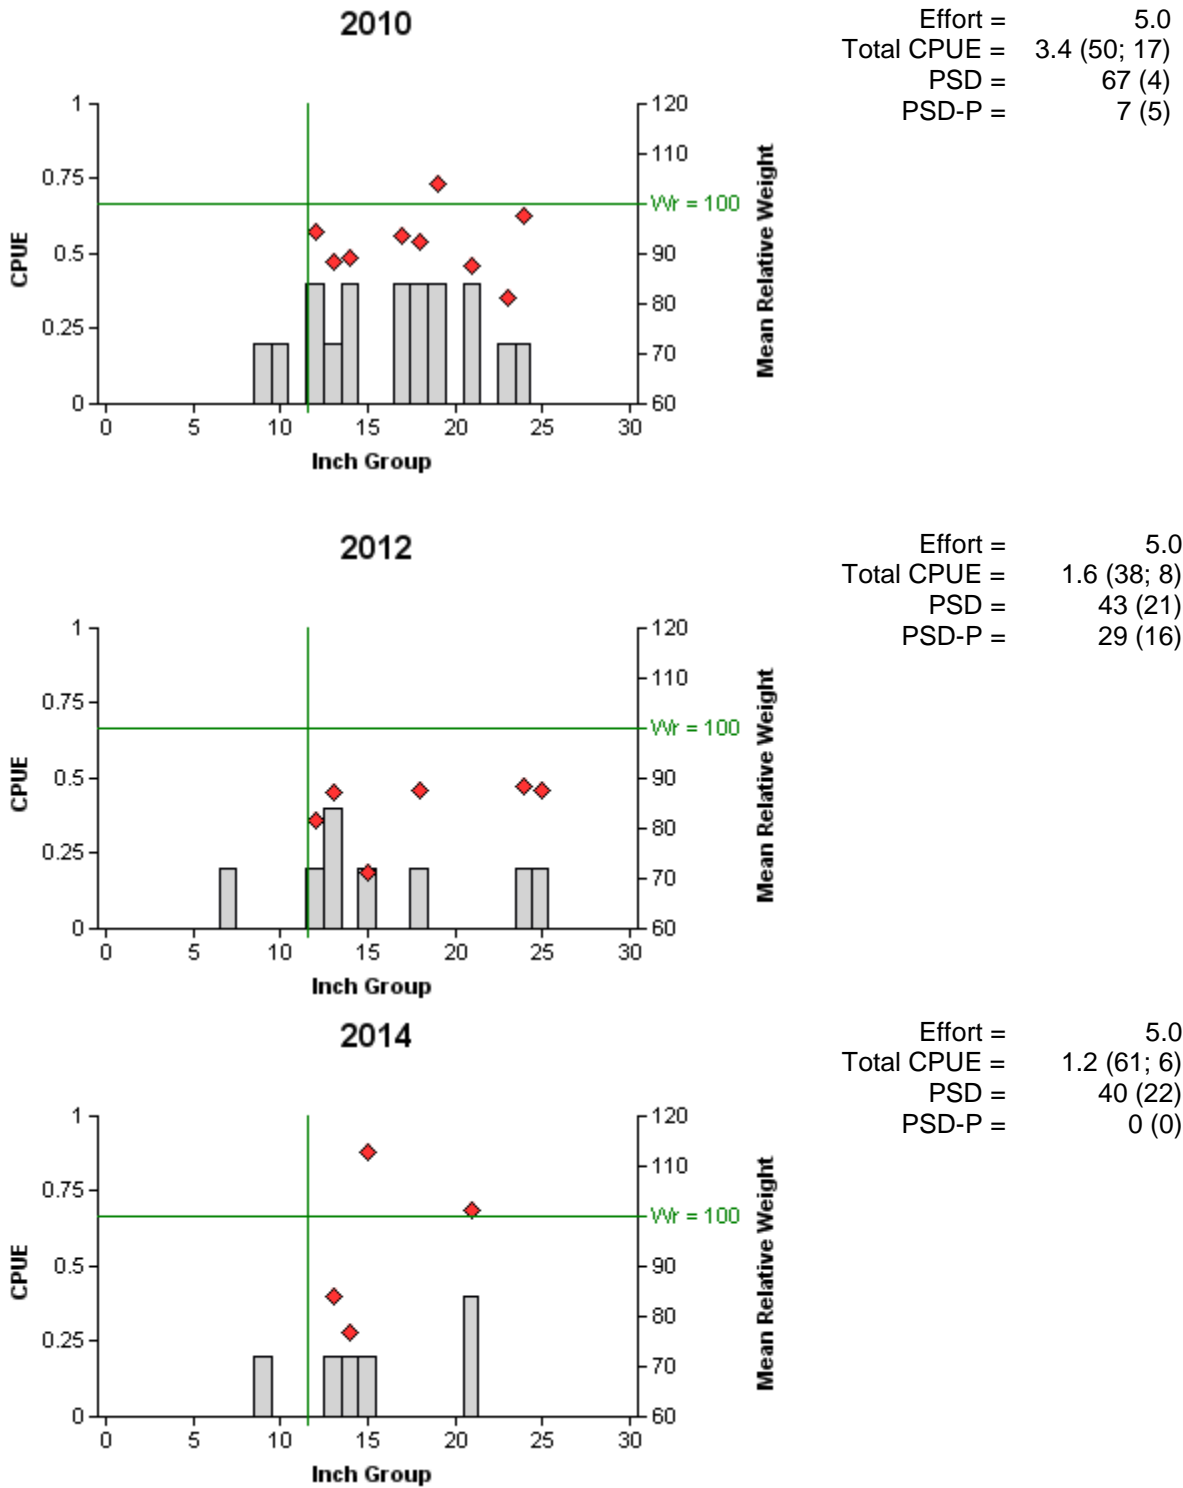 2010
Effort = 5.0
Total CPUE = 3.4 (50; 17)
PSD = 67 (4)
PSD-P = 7 (5)
1
0.75
0.5
0.25
0
CPUE
120
110
Wr = 100
90
80
70
60
Mean Relative Weight
0 5 10 15 20 25 30
Inch Group
2012
Effort = 5.0
Total CPUE = 1.6 (38; 8)
PSD = 43 (21)
PSD-P = 29 (16)
1
0.75
0.5
0.25
0
CPUE
120
110
Wr = 100
90
80
70
60
Mean Relative Weight
0 5 10 15 20 25 30
Inch Group
2014
Effort = 5.0
Total CPUE = 1.2 (61; 6)
PSD = 40 (22)
PSD-P = 0 (0)
1
0.75
0.5
0.25
0
CPUE
120
110
Wr = 100
90
80
70
60
Mean Relative Weight
0 5 10 15 20 25 30
Inch Group